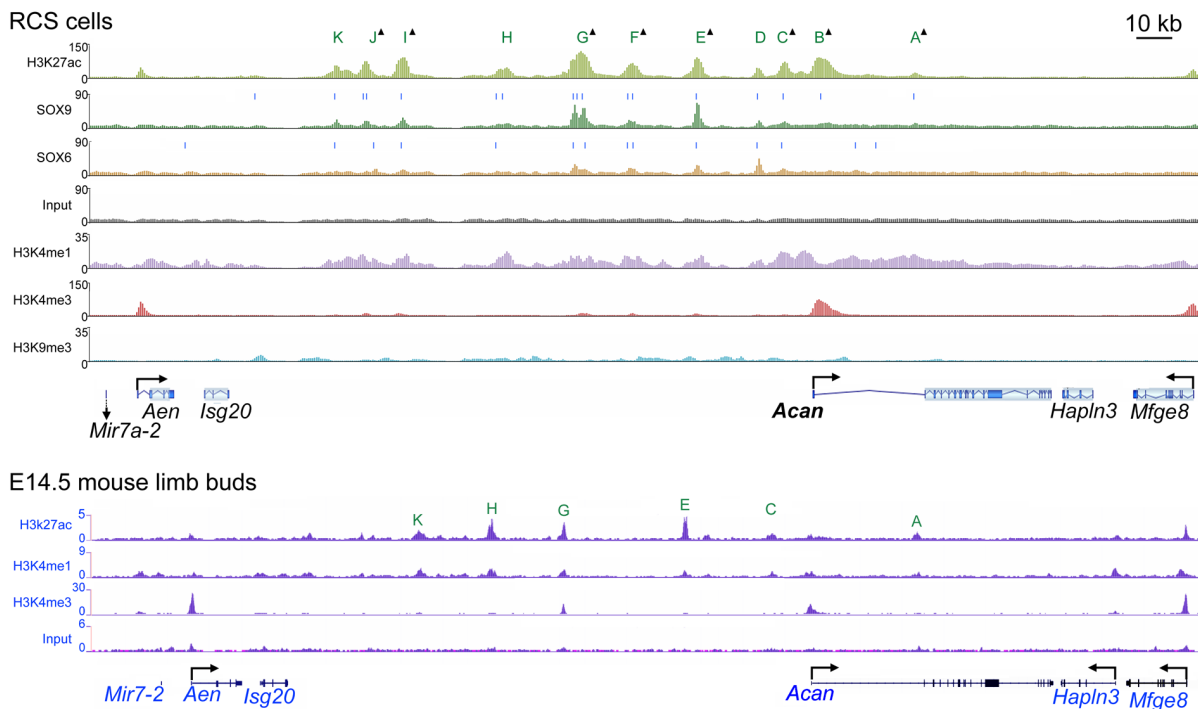 RCS cells
10 kb
K J▲ I▲ H G▲ F▲ E▲ D C▲ B▲ A▲
150
H3K27ac
0
90
SOX9
0
90
SOX6
0
90
Input
0
35
H3K4me1
0
150
H3K4me3
0
35
H3K9me3
0
Aen Isg20 Acan Hapln3 Mfge8
Mir7a-2
E14.5 mouse limb buds
K H G E C A
5
H3k27ac
0
9
H3K4me1
0
30
H3K4me3
0
6
Input
0
Mir7-2 Aen Isg20 Acan Hapln3 Mfge8